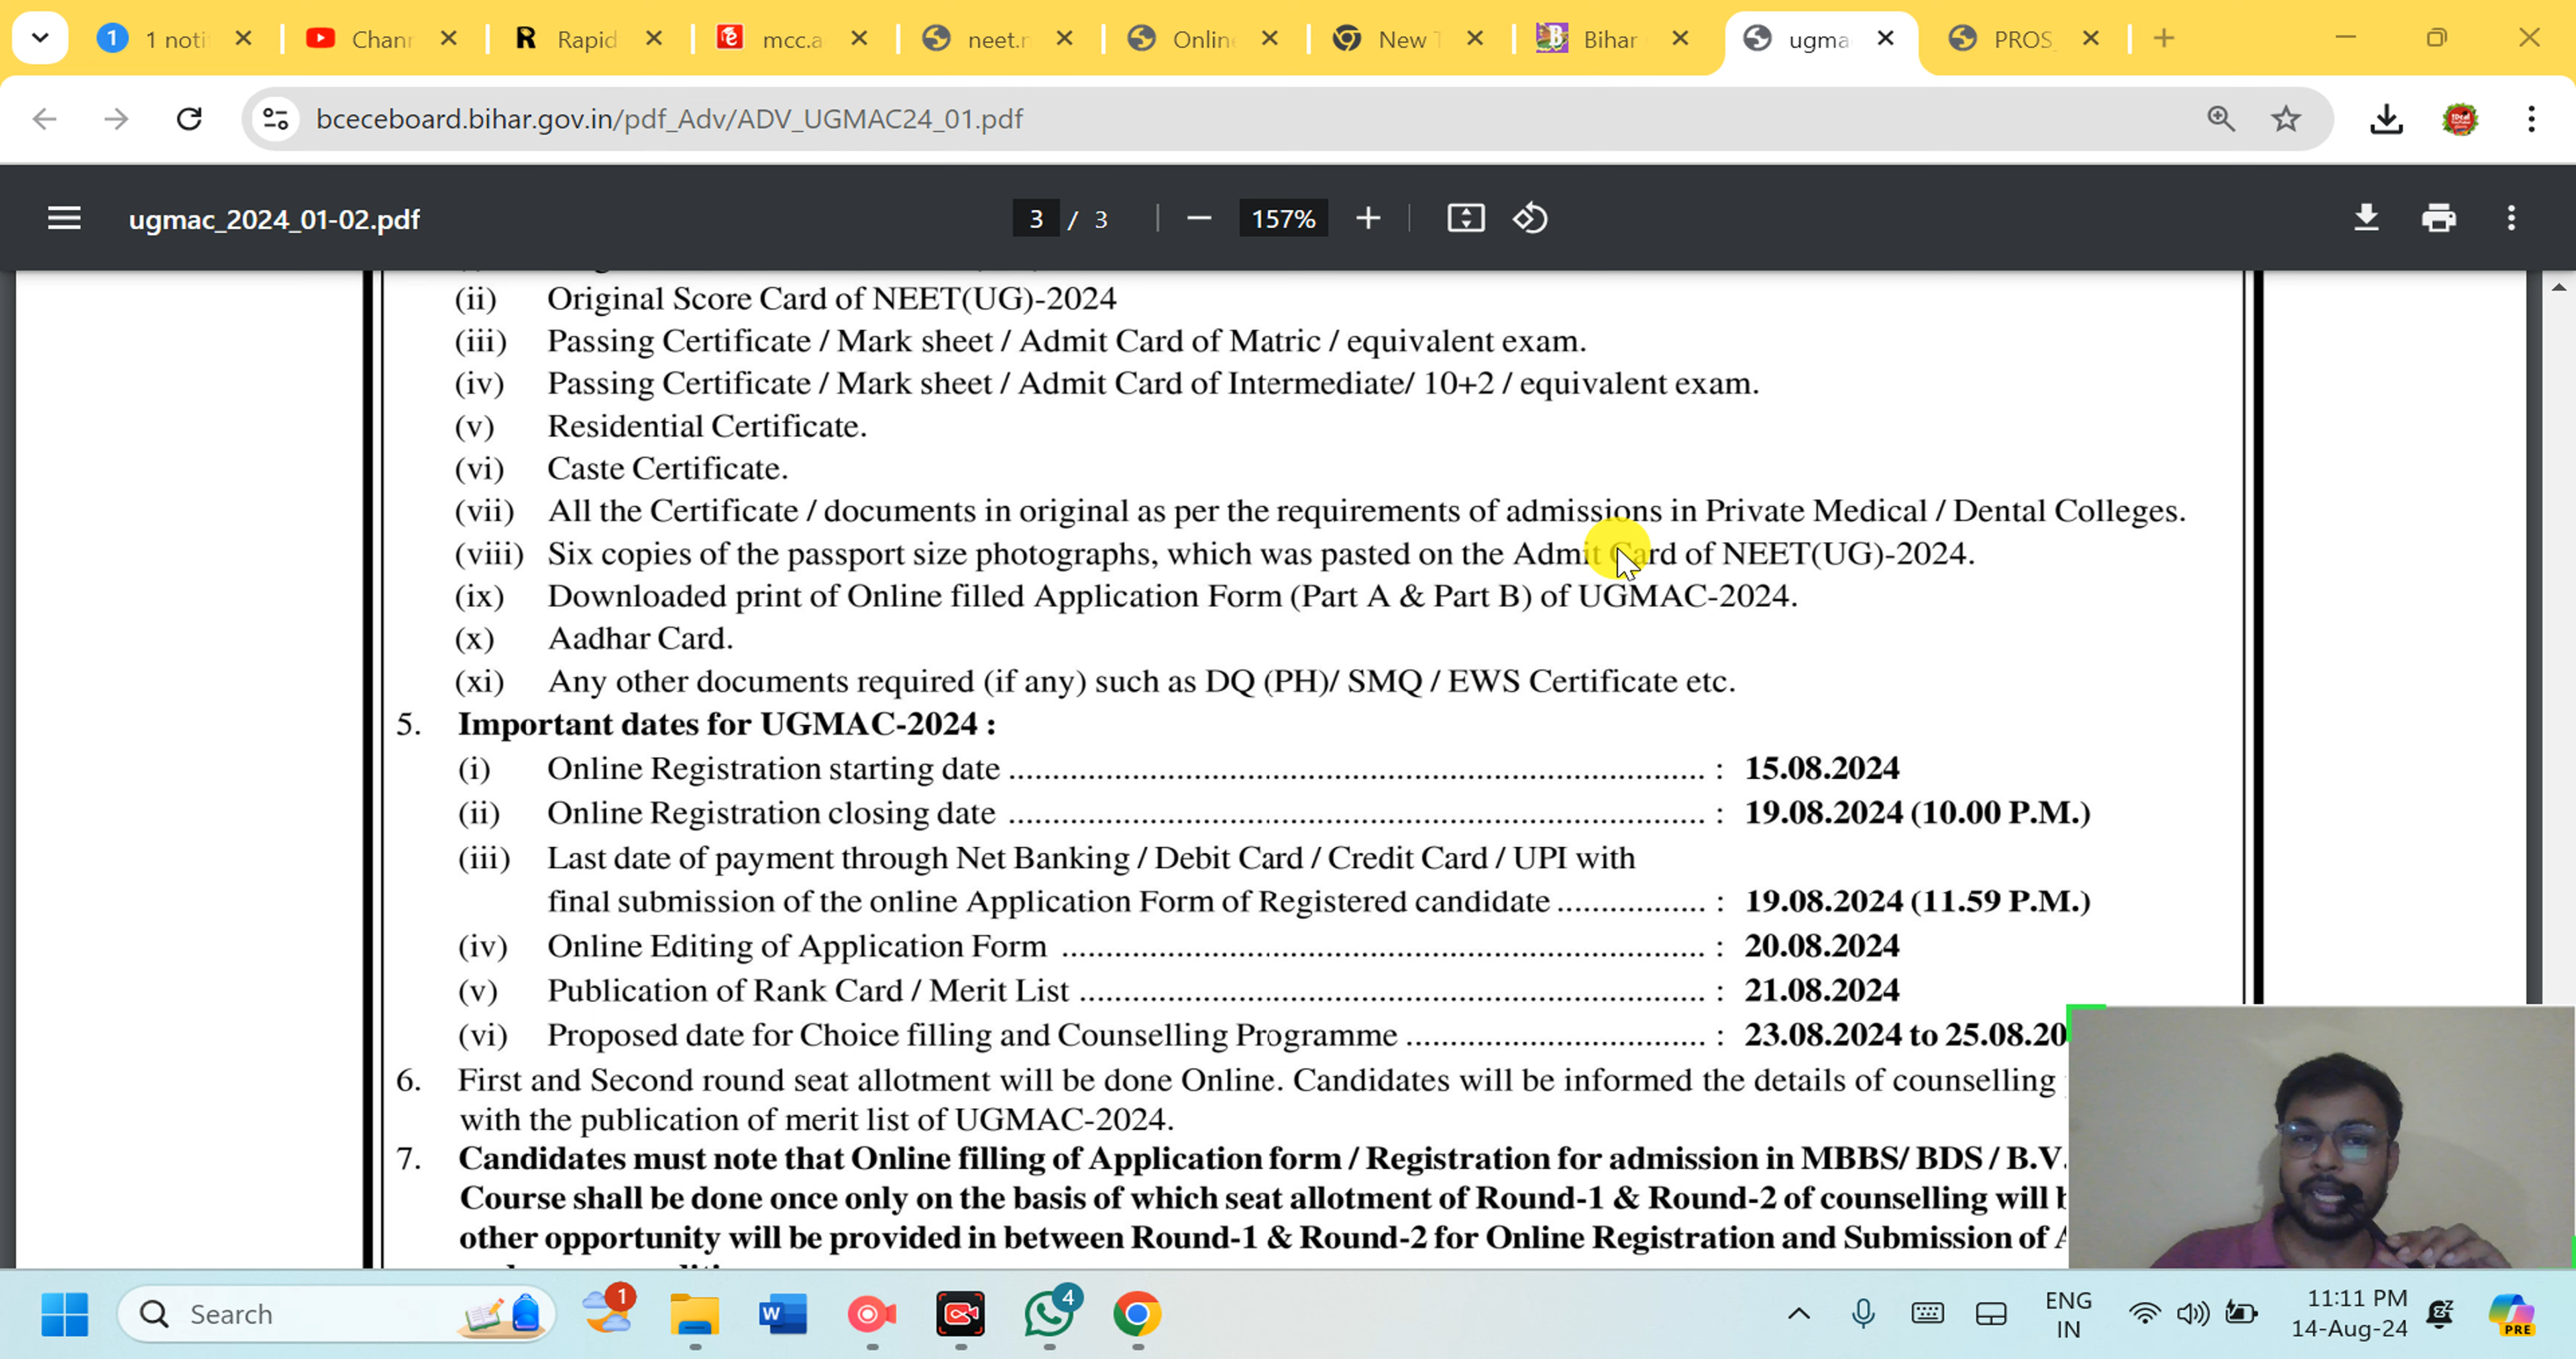 1 1 noti Chann Rapid mcc.a neet.n Online New T Bihar ugma PROS
bceceboard.bihar.gov.in/pdf_Adv/ADV_UGMAC24_01.pdf
ugmac_2024_01-02.pdf 3 / 3 157%
(ii) Original Score Card of NEET(UG)-2024
(iii) Passing Certificate / Mark sheet / Admit Card of Matric / equivalent exam.
(iv) Passing Certificate / Mark sheet / Admit Card of Intermediate/ 10+2 / equivalent exam.
(v) Residential Certificate.
(vi) Caste Certificate.
(vii) All the Certificate / documents in original as per the requirements of admissions in Private Medical / Dental Colleges.
(viii) Six copies of the passport size photographs, which was pasted on the Admit Card of NEET(UG)-2024.
(ix) Downloaded print of Online filled Application Form (Part A & Part B) of UGMAC-2024.
(x) Aadhar Card.
(xi) Any other documents required (if any) such as DQ (PH)/ SMQ / EWS Certificate etc.
5. Important dates for UGMAC-2024 :
(i) Online Registration starting date : 15.08.2024
(ii) Online Registration closing date : 19.08.2024 (10.00 P.M.)
(iii) Last date of payment through Net Banking / Debit Card / Credit Card / UPI with
final submission of the online Application Form of Registered candidate : 19.08.2024 (11.59 P.M.)
(iv) Online Editing of Application Form : 20.08.2024
(v) Publication of Rank Card / Merit List : 21.08.2024
(vi) Proposed date for Choice filling and Counselling Programme : 23.08.2024 to 25.08.20
6. First and Second round seat allotment will be done Online. Candidates will be informed the details of counselling
with the publication of merit list of UGMAC-2024.
7. Candidates must note that Online filling of Application form / Registration for admission in MBBS/ BDS / B.V.
Course shall be done once only on the basis of which seat allotment of Round-1 & Round-2 of counselling will
other opportunity will be provided in between Round-1 & Round-2 for Online Registration and Submission of
Search 1 4 ENG 11:11 PM
IN 14-Aug-24 PRE